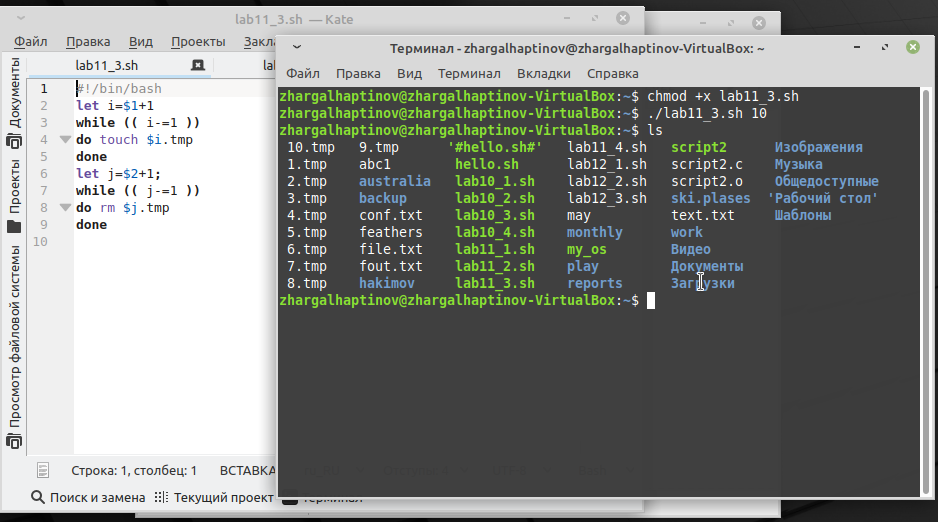 lab11_3.sh — Kate
Файл Правка Вид Проекты
lab11_3.sh
Документы
Проекты
Просмотр файловой системы
1 #!/bin/bash
2 let i=$1+1
3 while (( i-=1 ))
4 do touch $i.tmp
5 done
6 let j=$2+1;
7 while (( j-=1 ))
8 do rm $j.tmp
9 done
10
Строка: 1, столбец: 1 ВСТАВКА
Поиск и замена Текущий проект Терминал
Терминал - zhargalhaptinov@zhargalhaptinov-VirtualBox: ~
Файл Правка Вид Терминал Вкладки Справка
zhargalhaptinov@zhargalhaptinov-VirtualBox:~$ chmod +x lab11_3.sh
zhargalhaptinov@zhargalhaptinov-VirtualBox:~$ ./lab11_3.sh 10
zhargalhaptinov@zhargalhaptinov-VirtualBox:~$ ls
10.tmp 9.tmp '#hello.sh#' lab11_4.sh script2 Изображения
1.tmp abc1 hello.sh lab12_1.sh script2.c Музыка
2.tmp australia lab10_1.sh lab12_2.sh script2.o Общедоступные
3.tmp backup lab10_2.sh lab12_3.sh ski.plases 'Рабочий стол'
4.tmp conf.txt lab10_3.sh may text.txt Шаблоны
5.tmp feathers lab10_4.sh monthly work
6.tmp file.txt lab11_1.sh my_os Видео
7.tmp fout.txt lab11_2.sh play Документы
8.tmp hakimov lab11_3.sh reports Загрузки
zhargalhaptinov@zhargalhaptinov-VirtualBox:~$